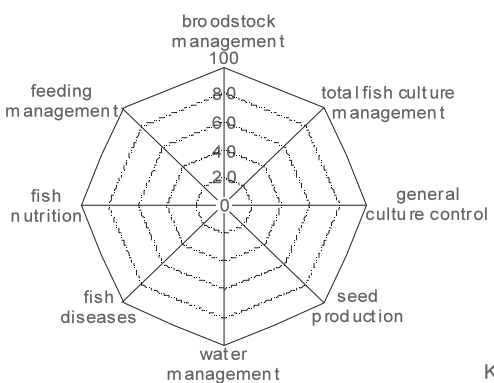 broodstock
management
100
feeding
management
80
total fish culture
management
60
40
20
fish
nutrition
0
general
culture control
fish
diseases
seed
production
water
management
K